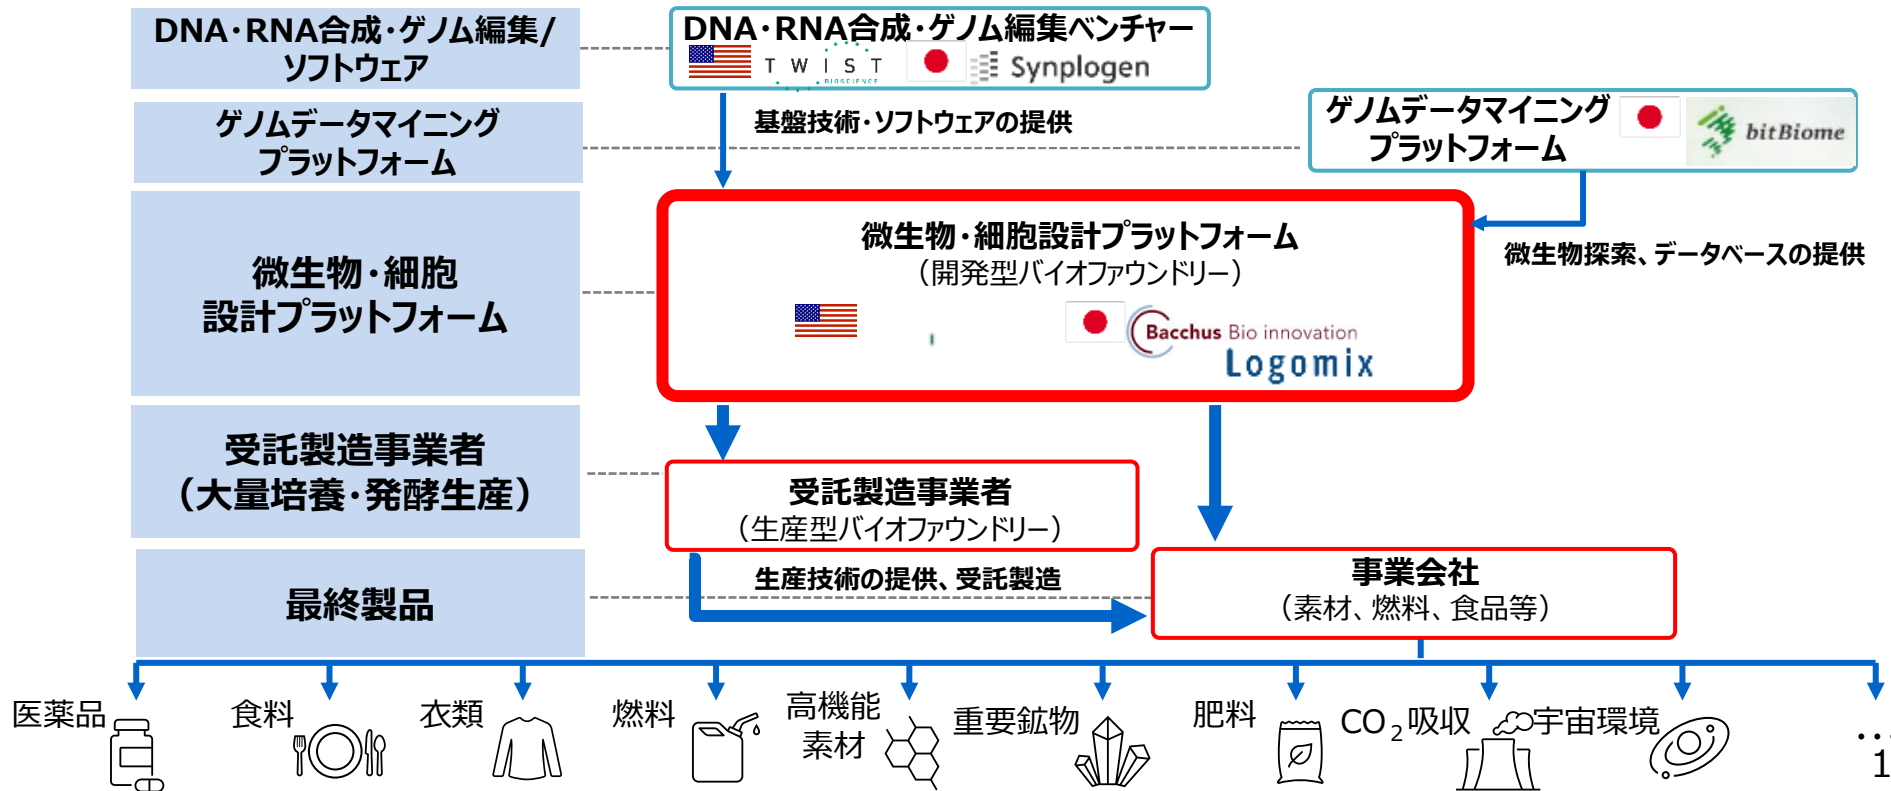 DNA・RNA合成・ゲノム編集/
ソフトウェア
DNA・RNA合成・ゲノム編集ベンチャー
TWIST
BIOSCIENCE
Synplogen
ゲノムデータマイニング
プラットフォーム
基盤技術・ソフトウェアの提供
ゲノムデータマイニング
プラットフォーム
bitBiome
微生物・細胞
設計プラットフォーム
微生物・細胞設計プラットフォーム
（開発型バイオファウンドリー）
Bacchus Bio innovation
Logomix
微生物探索、データベースの提供
受託製造事業者
（大量培養・発酵生産）
受託製造事業者
（生産型バイオファウンドリー）
最終製品
生産技術の提供、受託製造
事業会社
（素材、燃料、食品等）
医薬品
食料
衣類
燃料
高機能
素材
重要鉱物
肥料
CO₂吸収
宇宙環境
…
1